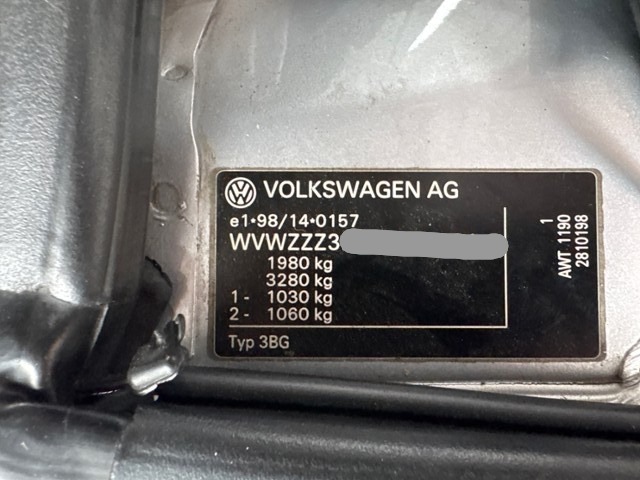 VOLKSWAGEN AG
e1*98/14*0157
WVWZZZ3
1980 kg
3280 kg
1 - 1030 kg
2 - 1060 kg
Typ 3BG
1
AWT 1190
2810198